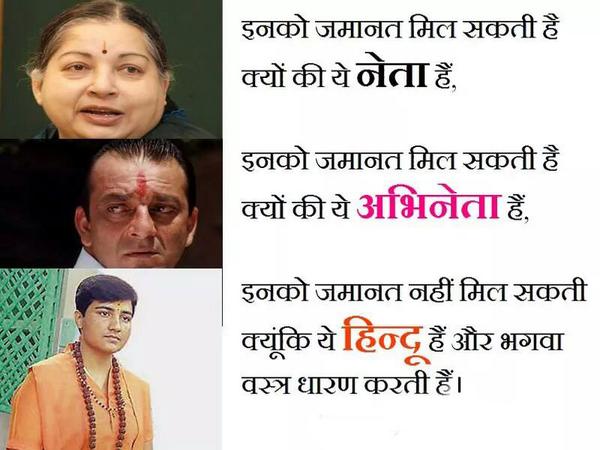 इनको जमानत मिल सकती है
क्यों की ये नेता हैं,
इनको जमानत मिल सकती है
क्यों की ये अभिनेता हैं,
इनको जमानत नहीं मिल सकती
क्यूंकि ये हिन्दू हैं और भगवा
वस्त्र धारण करती हैं।